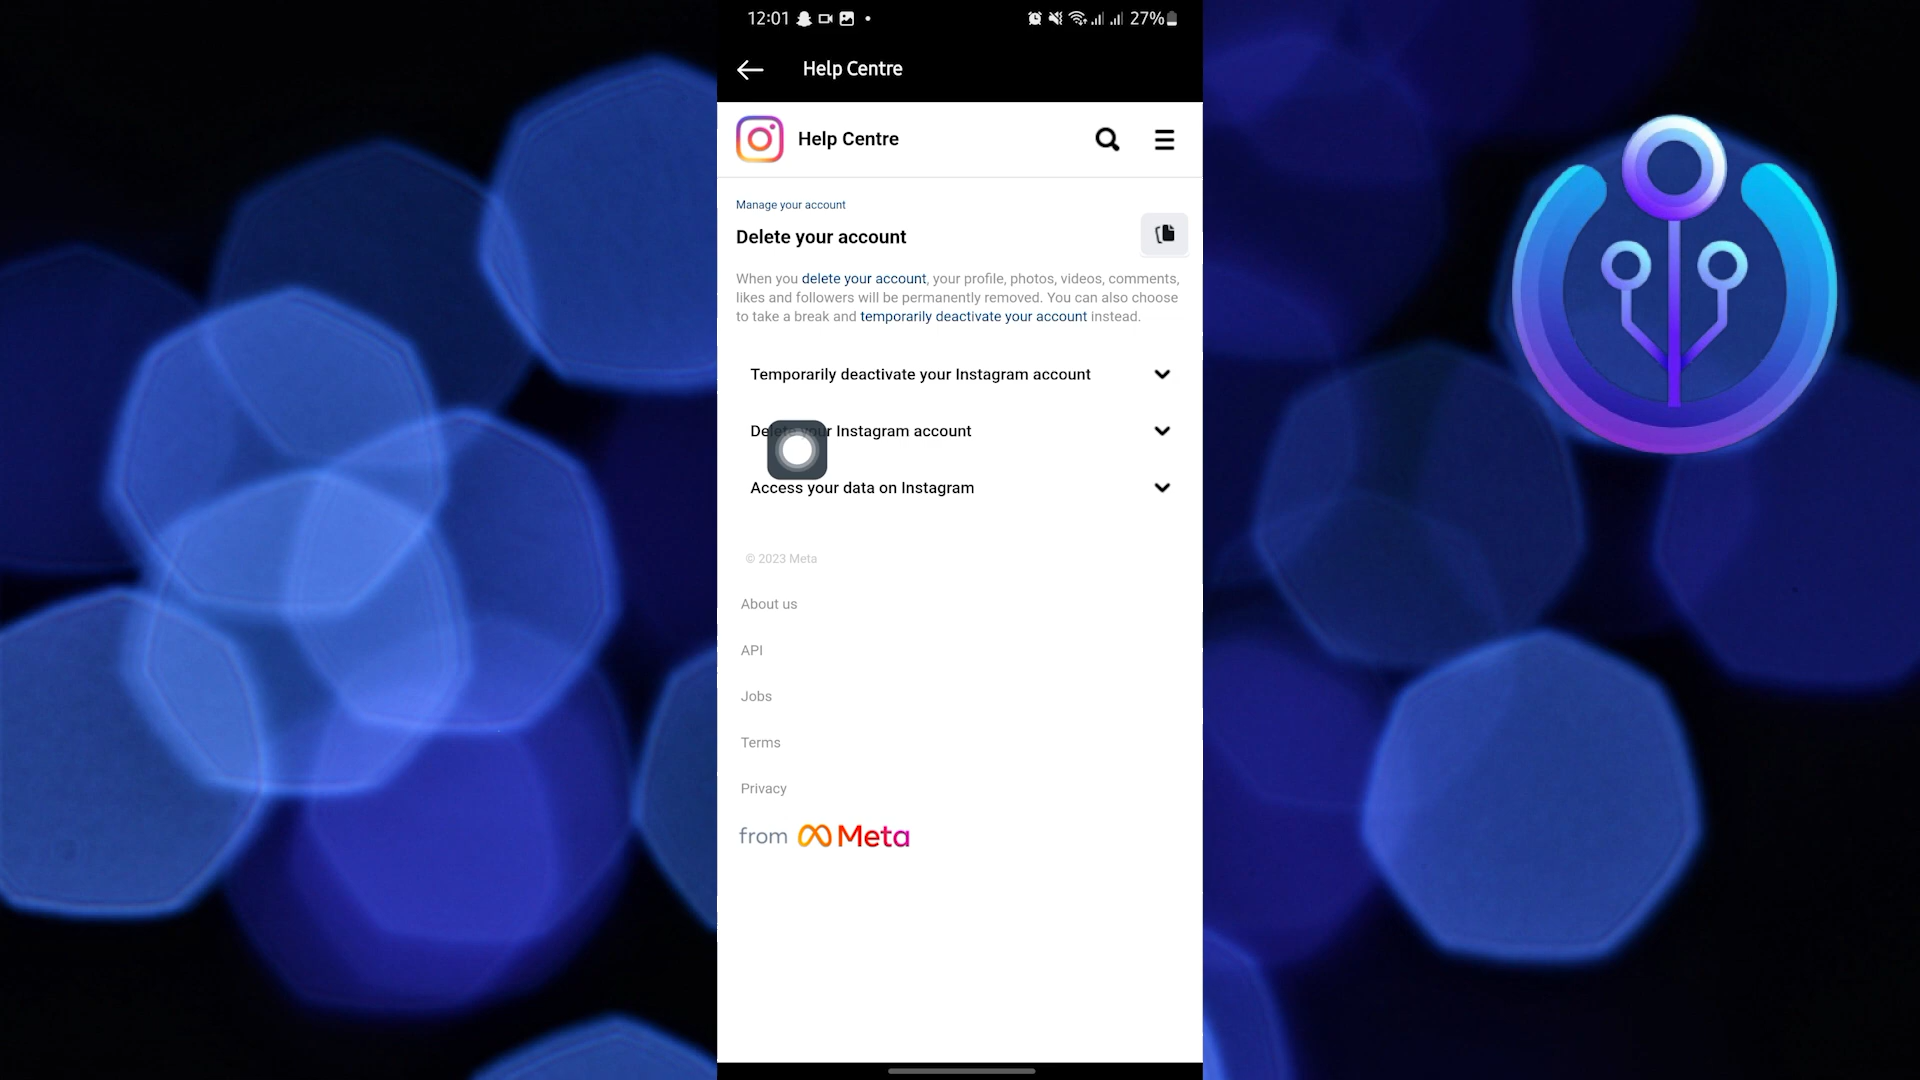 12:01
27%
Help Centre
Help Centre
Manage your account
Delete your account
When you delete your account, your profile, photos, videos, comments,
likes and followers will be permanently removed. You can also choose
to take a break and temporarily deactivate your account instead.
Temporarily deactivate your Instagram account
Delete your Instagram account
Access your data on Instagram
© 2023 Meta
About us
API
Jobs
Terms
Privacy
from Meta